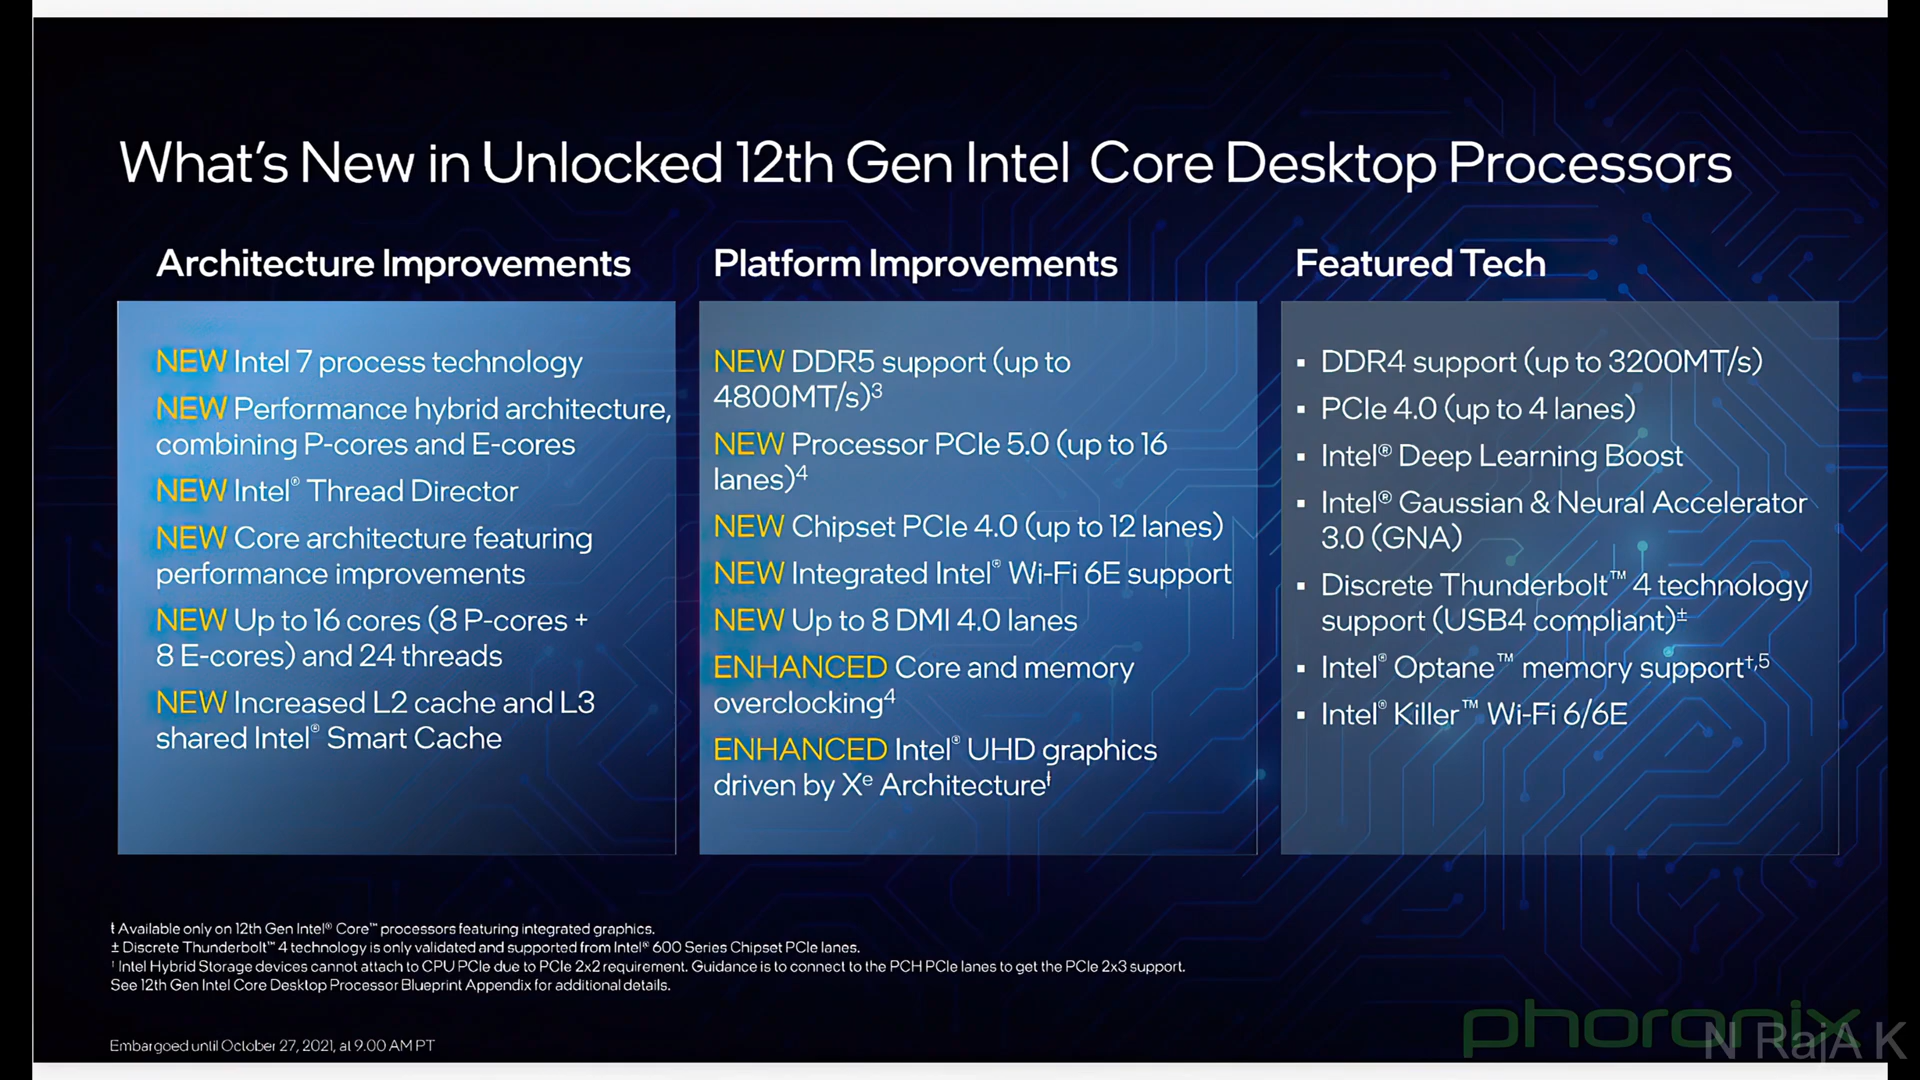 What's New in Unlocked 12th Gen Intel Core Desktop Processors
Architecture Improvements
NEW Intel 7 process technology
NEW Performance hybrid architecture,
combining P-cores and E-cores
NEW Intel® Thread Director
NEW Core architecture featuring
performance improvements
NEW Up to 16 cores (8 P-cores +
8 E-cores) and 24 threads
NEW Increased L2 cache and L3
shared Intel® Smart Cache
Platform Improvements
NEW DDR5 support (up to
4800MT/s)³
NEW Processor PCIe 5.0 (up to 16
lanes)⁴
NEW Chipset PCIe 4.0 (up to 12 lanes)
NEW Integrated Intel® Wi-Fi 6E support
NEW Up to 8 DMI 4.0 lanes
ENHANCED Core and memory
overclocking⁴
ENHANCED Intel® UHD graphics
driven by Xᵉ Architectureƚ
Featured Tech
▪ DDR4 support (up to 3200MT/s)
▪ PCIe 4.0 (up to 4 lanes)
▪ Intel® Deep Learning Boost
▪ Intel® Gaussian & Neural Accelerator
3.0 (GNA)
▪ Discrete Thunderbolt™ 4 technology
support (USB4 compliant)±
▪ Intel® Optane™ memory support†,5
▪ Intel® Killer™ Wi-Fi 6/6E
ƚ Available only on 12th Gen Intel® Core™ processors featuring integrated graphics.
± Discrete Thunderbolt™ 4 technology is only validated and supported from Intel® 600 Series Chipset PCIe lanes.
† Intel Hybrid Storage devices cannot attach to CPU PCIe due to PCIe 2x2 requirement. Guidance is to connect to the PCH PCIe lanes to get the PCIe 2x3 support.
See 12th Gen Intel Core Desktop Processor Blueprint Appendix for additional details.
Embargoed until October 27, 2021, at 9.00 AM PT
phoronix
N RajA K